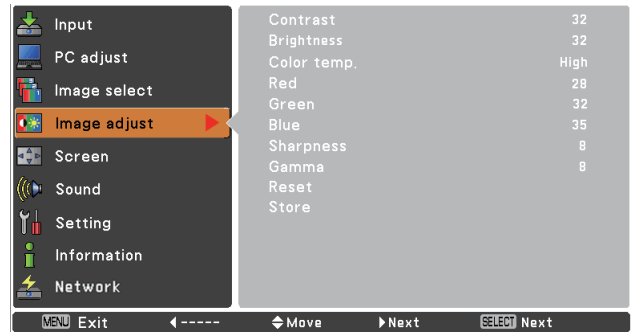 Input
PC adjust
Image select
Image adjust
Screen
Sound
Setting
Information
Network
Contrast 32
Brightness 32
Color temp. High
Red 28
Green 32
Blue 35
Sharpness 8
Gamma 8
Reset
Store
MENU Exit ----- Move Next SELECT Next